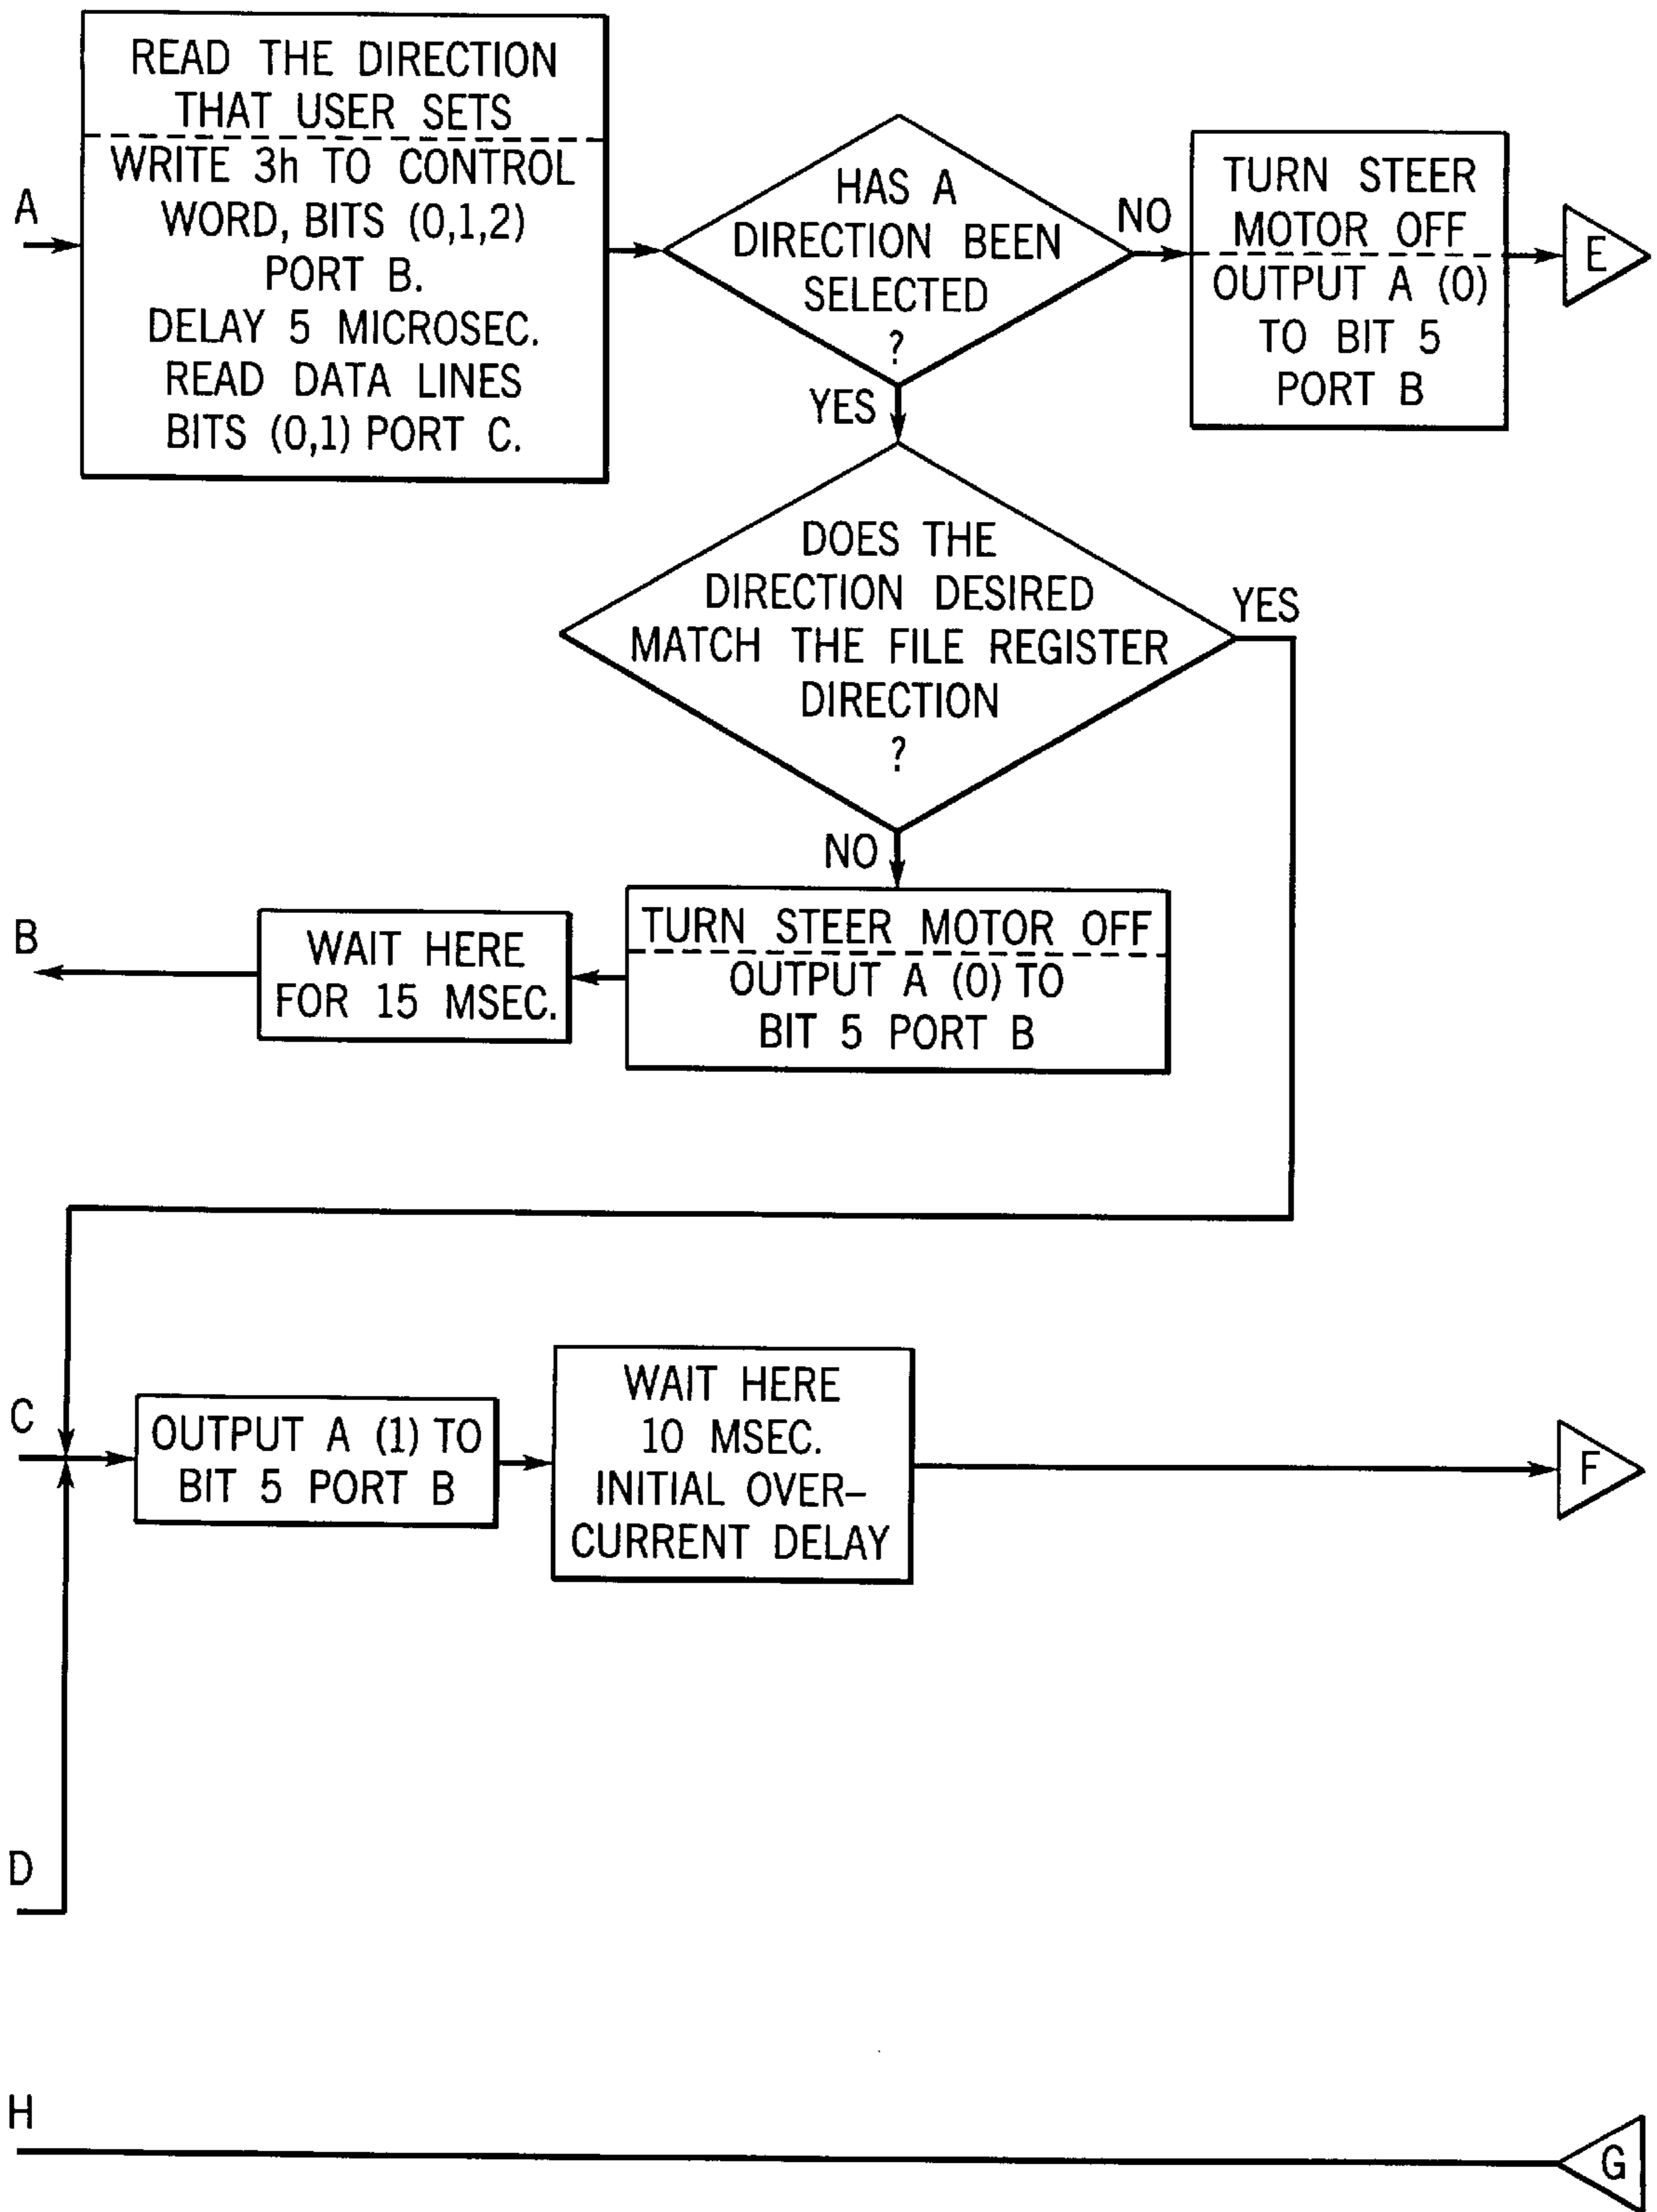 A
READ THE DIRECTION
THAT USER SETS
WRITE 3h TO CONTROL
WORD, BITS (0,1,2)
PORT B.
DELAY 5 MICROSEC.
READ DATA LINES
BITS (0,1) PORT C.
HAS A
DIRECTION BEEN
SELECTED
?
NO
TURN STEER
MOTOR OFF
OUTPUT A (0)
TO BIT 5
PORT B
E
YES
DOES THE
DIRECTION DESIRED
MATCH THE FILE REGISTER
DIRECTION
?
YES
NO
TURN STEER MOTOR OFF
OUTPUT A (0) TO
BIT 5 PORT B
WAIT HERE
FOR 15 MSEC.
B
C
OUTPUT A (1) TO
BIT 5 PORT B
WAIT HERE
10 MSEC.
INITIAL OVER-
CURRENT DELAY
F
D
H
G